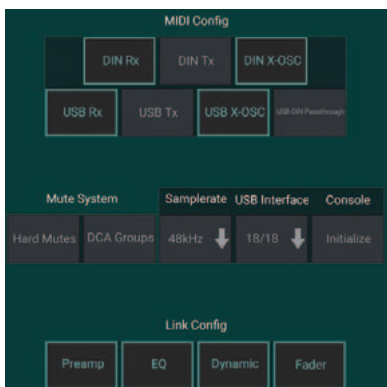 MIDI Config
DIN Rx DIN Tx DIN X-OSC
USB Rx USB Tx USB X-OSC USB-DIN Passthrough
Mute System Samplerate USB Interface Console
Hard Mutes DCA Groups 48kHz 18/18 Initialize
Link Config
Preamp EQ Dynamic Fader